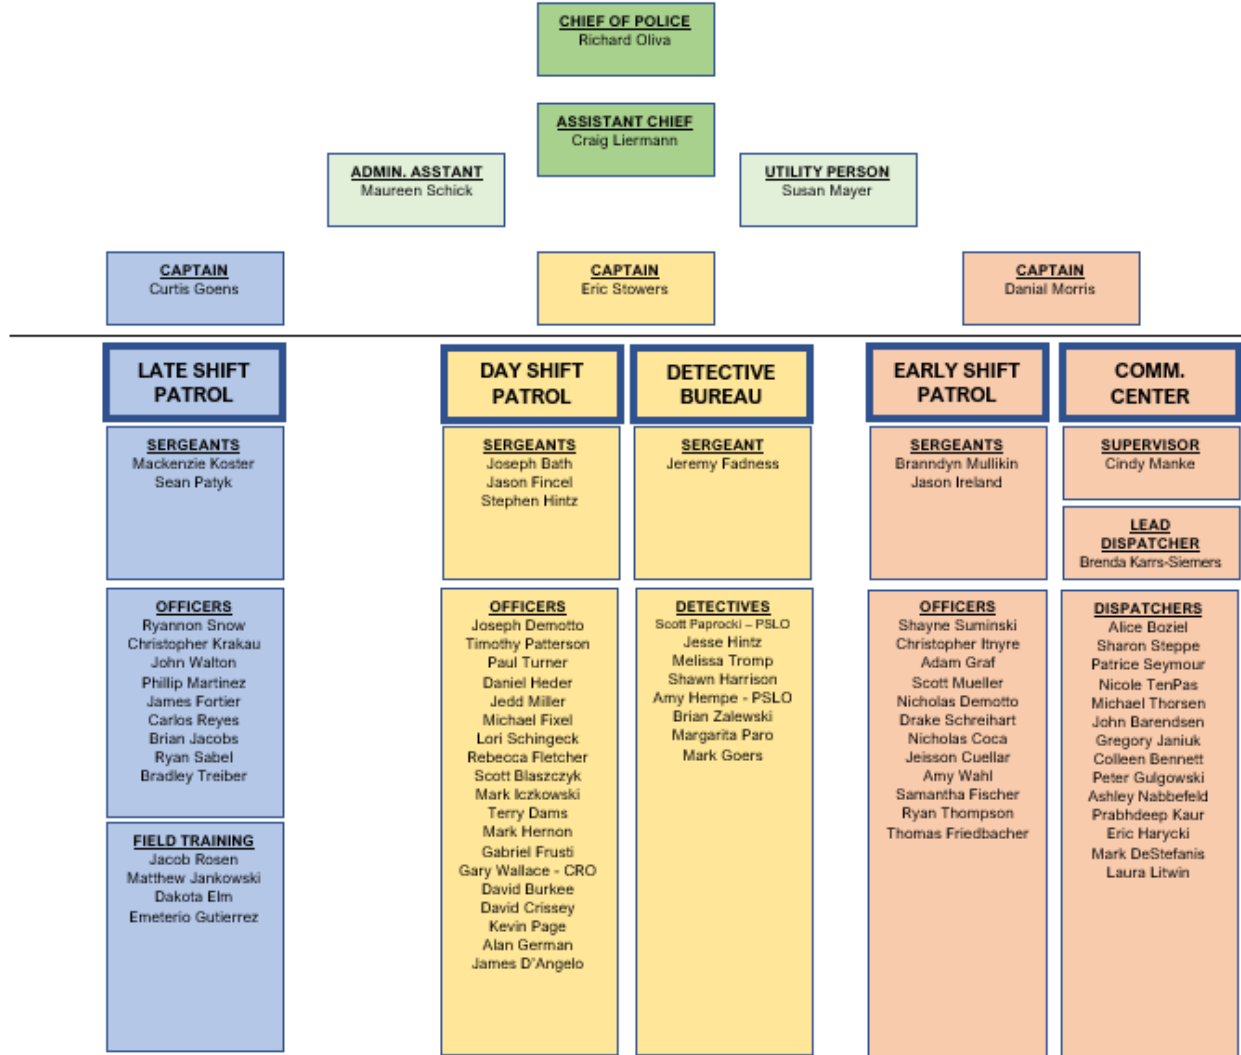 CHIEF OF POLICE
Richard Oliva
ASSISTANT CHIEF
Craig Liermann
ADMIN. ASSTANT
Maureen Schick
UTILITY PERSON
Susan Mayer
CAPTAIN
Curtis Goens
CAPTAIN
Eric Stowers
CAPTAIN
Danial Morris
LATE SHIFT
PATROL
SERGEANTS
Mackenzie Koster
Sean Patyk
OFFICERS
Ryannon Snow
Christopher Krakau
John Walton
Phillip Martinez
James Fortier
Carlos Reyes
Brian Jacobs
Ryan Sabel
Bradley Treiber
FIELD TRAINING
Jacob Rosen
Matthew Jankowski
Dakota Elm
Emeterio Gutierrez
DAY SHIFT
PATROL
SERGEANTS
Joseph Bath
Jason Fincel
Stephen Hintz
OFFICERS
Joseph Demotto
Timothy Patterson
Paul Turner
Daniel Heder
Jedd Miller
Michael Fixel
Lori Schingeck
Rebecca Fletcher
Scott Blaszczyk
Mark Iczkowski
Terry Dams
Mark Hernon
Gabriel Frusti
Gary Wallace - CRO
David Burkee
David Crissey
Kevin Page
Alan German
James D'Angelo
DETECTIVE
BUREAU
SERGEANT
Jeremy Fadness
DETECTIVES
Scott Paprocki – PSLO
Jesse Hintz
Melissa Tromp
Shawn Harrison
Amy Hempe - PSLO
Brian Zalewski
Margarita Paro
Mark Goers
EARLY SHIFT
PATROL
SERGEANTS
Branndyn Mullikin
Jason Ireland
OFFICERS
Shayne Suminski
Christopher Itnyre
Adam Graf
Scott Mueller
Nicholas Demotto
Drake Schreihart
Nicholas Coca
Jeisson Cuellar
Amy Wahl
Samantha Fischer
Ryan Thompson
Thomas Friedbacher
COMM.
CENTER
SUPERVISOR
Cindy Manke
LEAD
DISPATCHER
Brenda Karrs-Siemers
DISPATCHERS
Alice Boziel
Sharon Steppe
Patrice Seymour
Nicole TenPas
Michael Thorsen
John Barendsen
Gregory Janiuk
Colleen Bennett
Peter Gulgowski
Ashley Nabbefeld
Prabhdeep Kaur
Eric Harycki
Mark DeStefanis
Laura Litwin